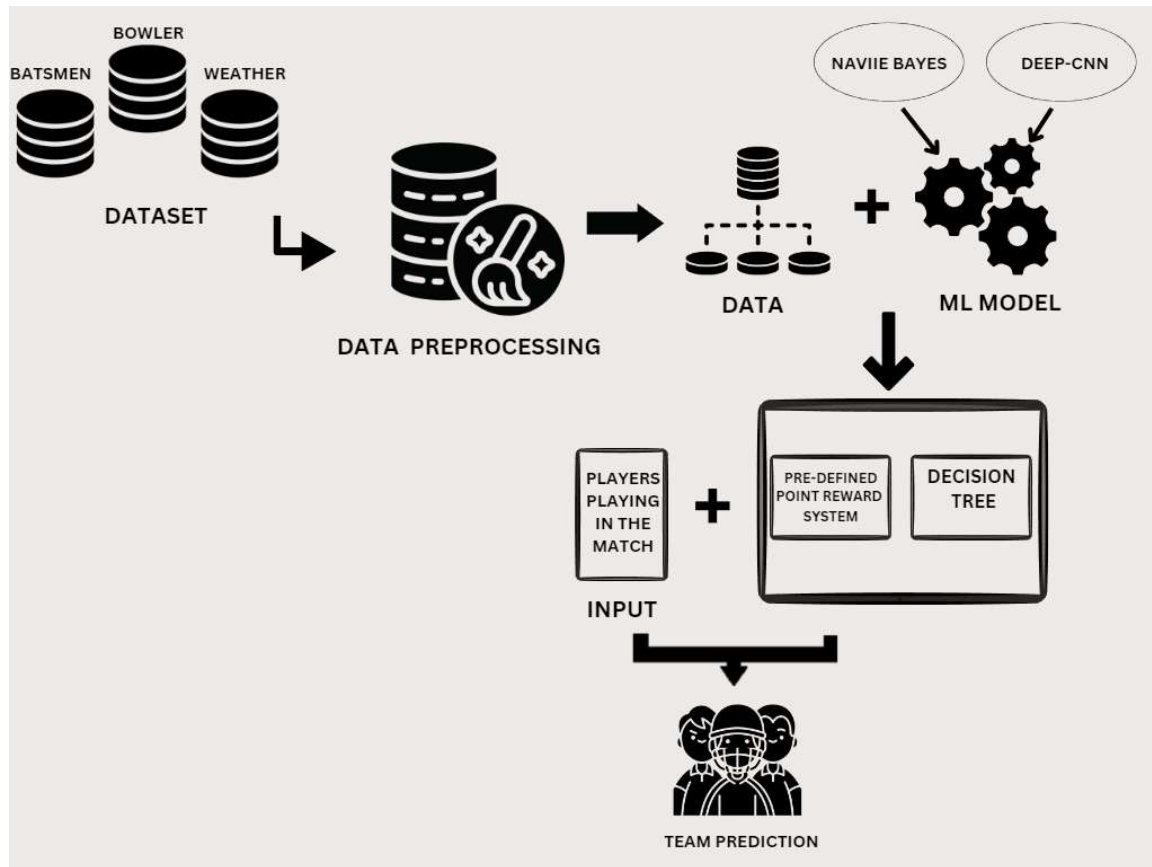 BOWLER
BATSMEN
WEATHER
DATASET
DATA PREPROCESSING
NAVIIE BAYES
DEEP-CNN
DATA
ML MODEL
PLAYERS
PLAYING
IN THE
MATCH
INPUT
PRE-DEFINED
POINT REWARD
SYSTEM
DECISION
TREE
TEAM PREDICTION